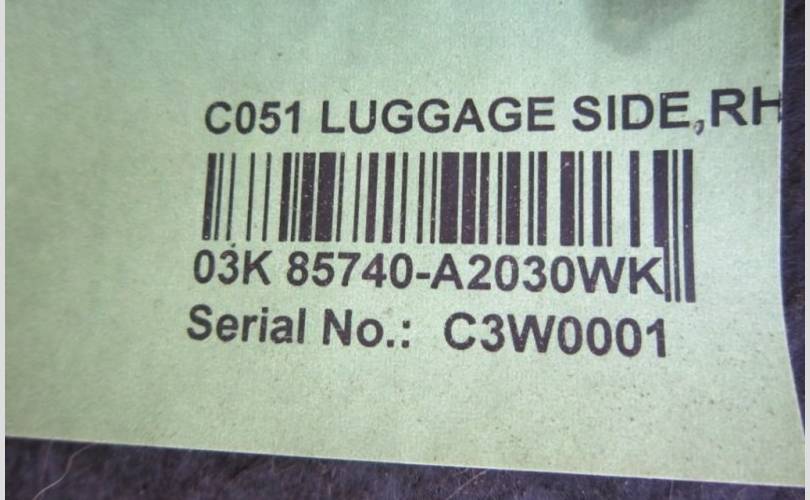 C051 LUGGAGE SIDE,RH
03K 85740-A2030WK
Serial No.: C3W0001